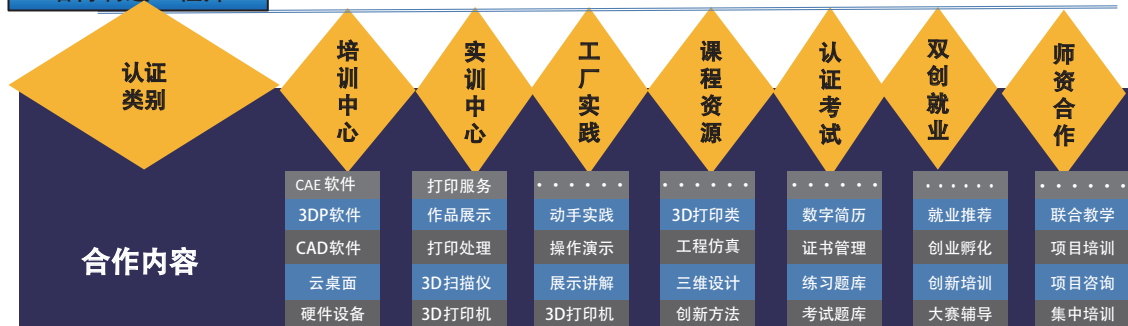 认证
类别
培训中心
实训中心
工厂实践
课程资源
认证考试
双创就业
师资合作
合作内容
CAE 软件 打印服务 · · · · · · · · · · · · · · · · · · · · · · · · · · · · · ·
3DP软件 作品展示 动手实践 3D打印类 数字简历 就业推荐 联合教学
CAD软件 打印处理 操作演示 工程仿真 证书管理 创业孵化 项目培训
云桌面 3D扫描仪 展示讲解 三维设计 练习题库 创新培训 项目咨询
硬件设备 3D打印机 3D打印机 创新方法 考试题库 大赛辅导 集中培训